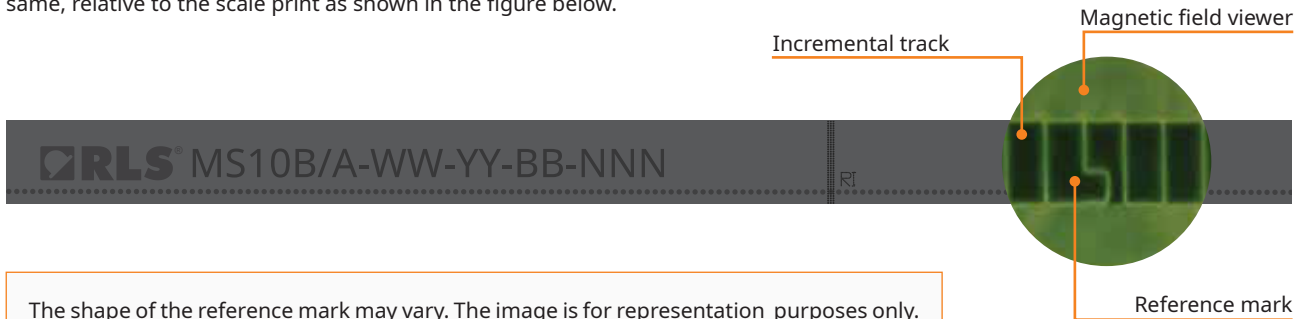 same, relative to the scale print as shown in the figure below.
Magnetic field viewer
Incremental track
RLS® MS10B/A-WW-YY-BB-NNN
RI
The shape of the reference mark may vary. The image is for representation purposes only.
Reference mark